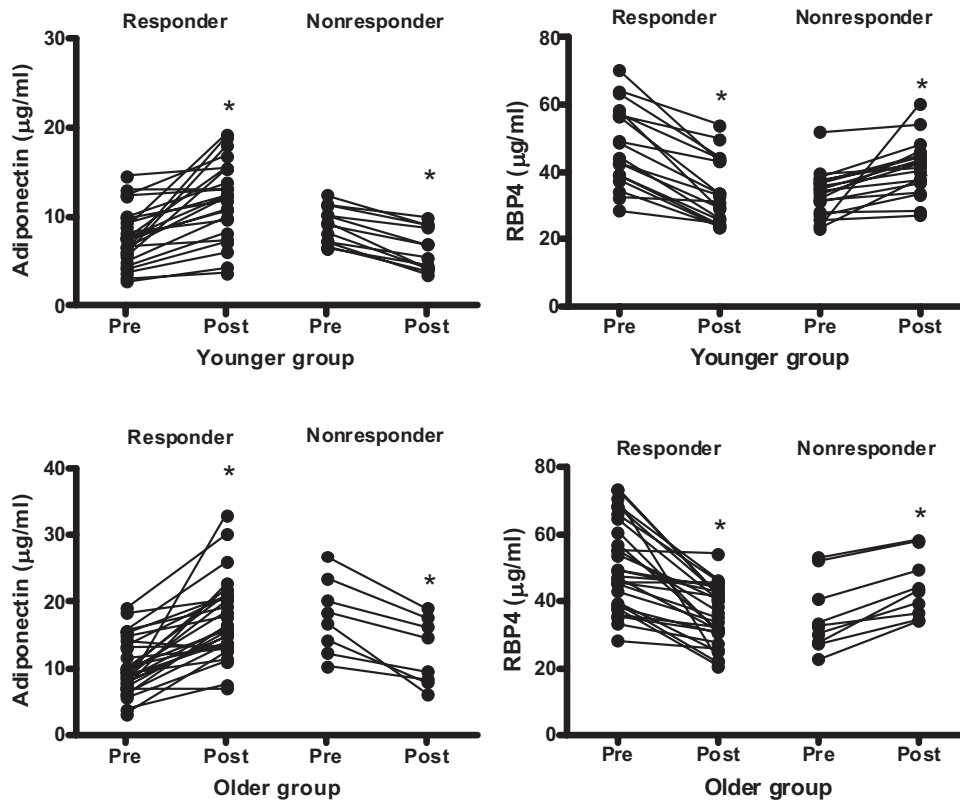 Responder Nonresponder
30
20
10
0
Adiponectin (μg/ml)
*
*
Pre Post Pre Post
Younger group
Responder Nonresponder
80
60
40
20
0
RBP4 (μg/ml)
*
*
Pre Post Pre Post
Younger group
Responder Nonresponder
40
30
20
10
0
Adiponectin (μg/ml)
*
*
Pre Post Pre Post
Older group
Responder Nonresponder
80
60
40
20
0
RBP4 (μg/ml)
*
*
Pre Post Pre Post
Older group